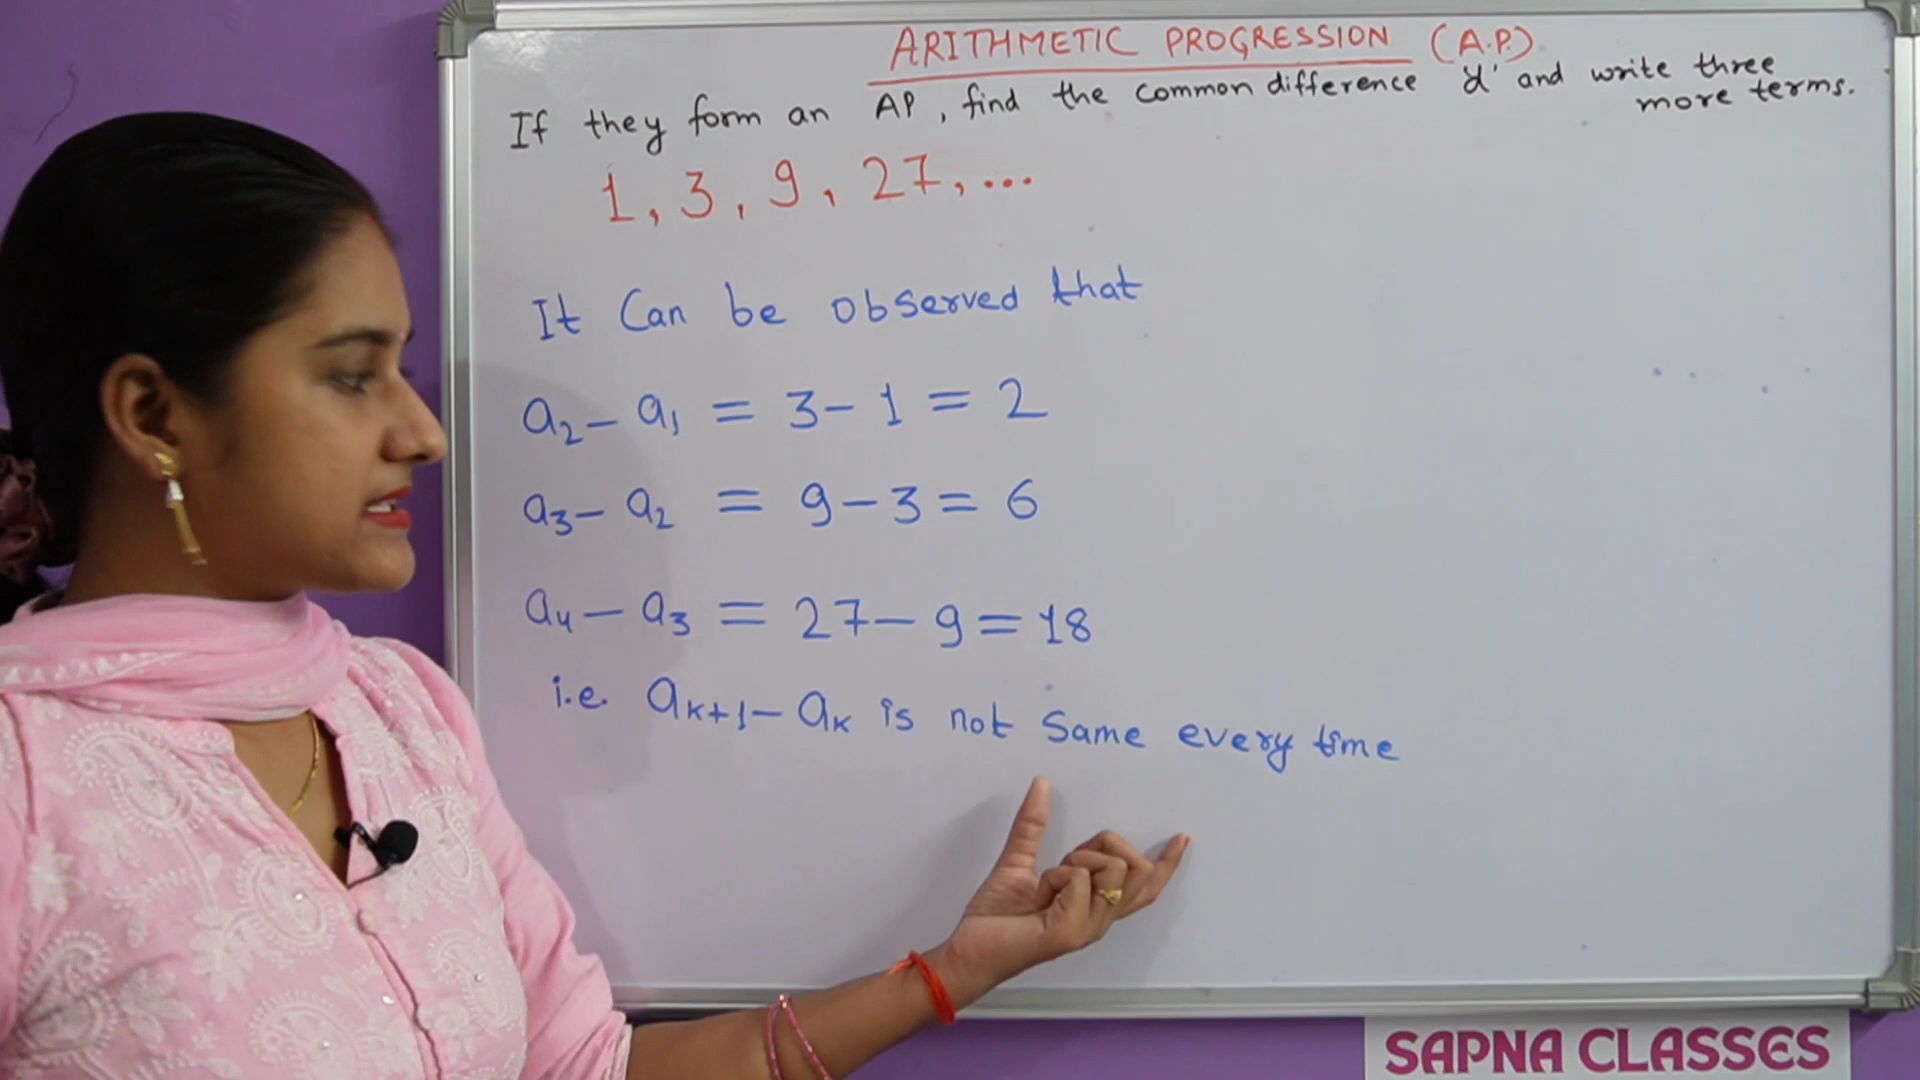 ARITHMETIC PROGRESSION (A.P.)
If they form an AP, find the common difference 'd' and write three
more terms.
1, 3, 9, 27, ...
It Can be observed that
a₂ – a₁ = 3 – 1 = 2
a₃ – a₂ = 9 – 3 = 6
a₄ – a₃ = 27 – 9 = 18
i.e. aₖ₊₁ – aₖ is not Same every time
SAPNA CLASSES